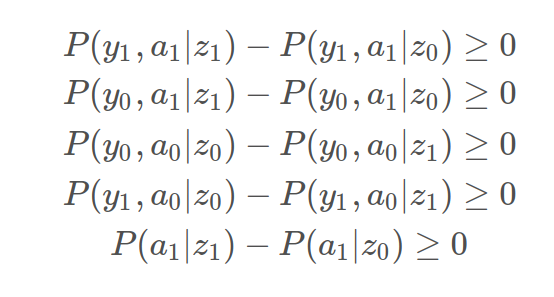 P(y₁, a₁|z₁) − P(y₁, a₁|z₀) ≥ 0
P(y₀, a₁|z₁) − P(y₀, a₁|z₀) ≥ 0
P(y₀, a₀|z₀) − P(y₀, a₀|z₁) ≥ 0
P(y₁, a₀|z₀) − P(y₁, a₀|z₁) ≥ 0
P(a₁|z₁) − P(a₁|z₀) ≥ 0